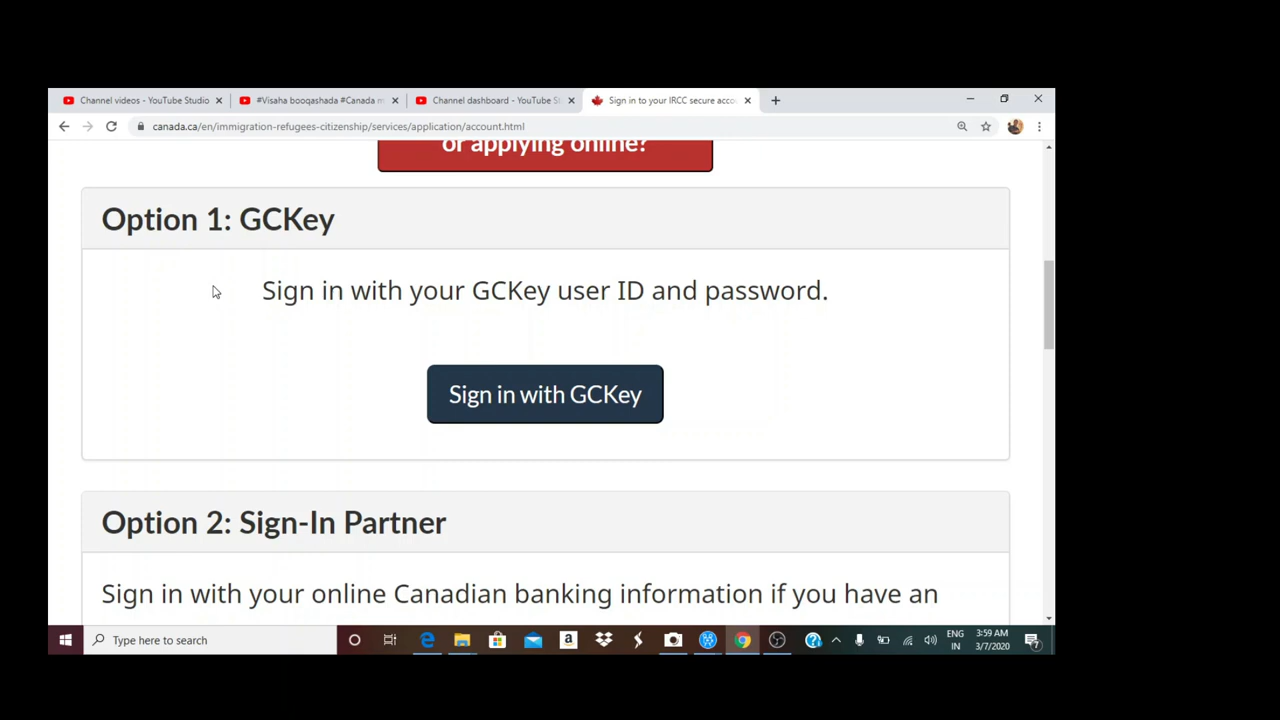 Channel videos - YouTube Studio
#Visaha booqashada #Canada m
Channel dashboard - YouTube St
Sign in to your IRCC secure acco
canada.ca/en/immigration-refugees-citizenship/services/application/account.html
or applying online?
Option 1: GCKey
Sign in with your GCKey user ID and password.
Sign in with GCKey
Option 2: Sign-In Partner
Sign in with your online Canadian banking information if you have an
Type here to search
ENG
IN
3:59 AM
3/7/2020
7